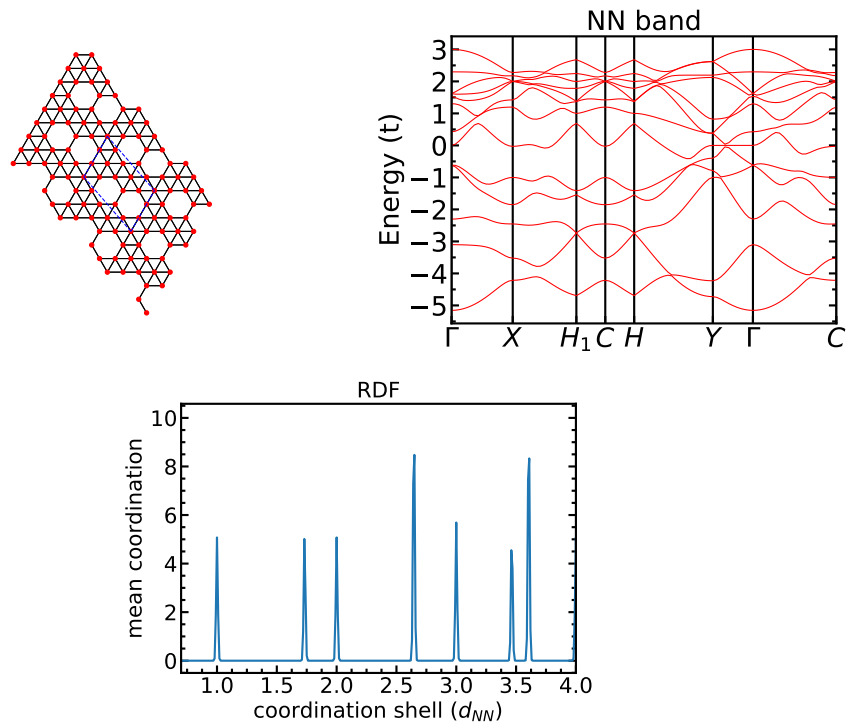 NN band
Energy (t)
3
2
1
0
−1
−2
−3
−4
−5
Γ X H₁ C H Y Γ C
RDF
mean coordination
10
8
6
4
2
0
1.0 1.5 2.0 2.5 3.0 3.5 4.0
coordination shell (d_NN)